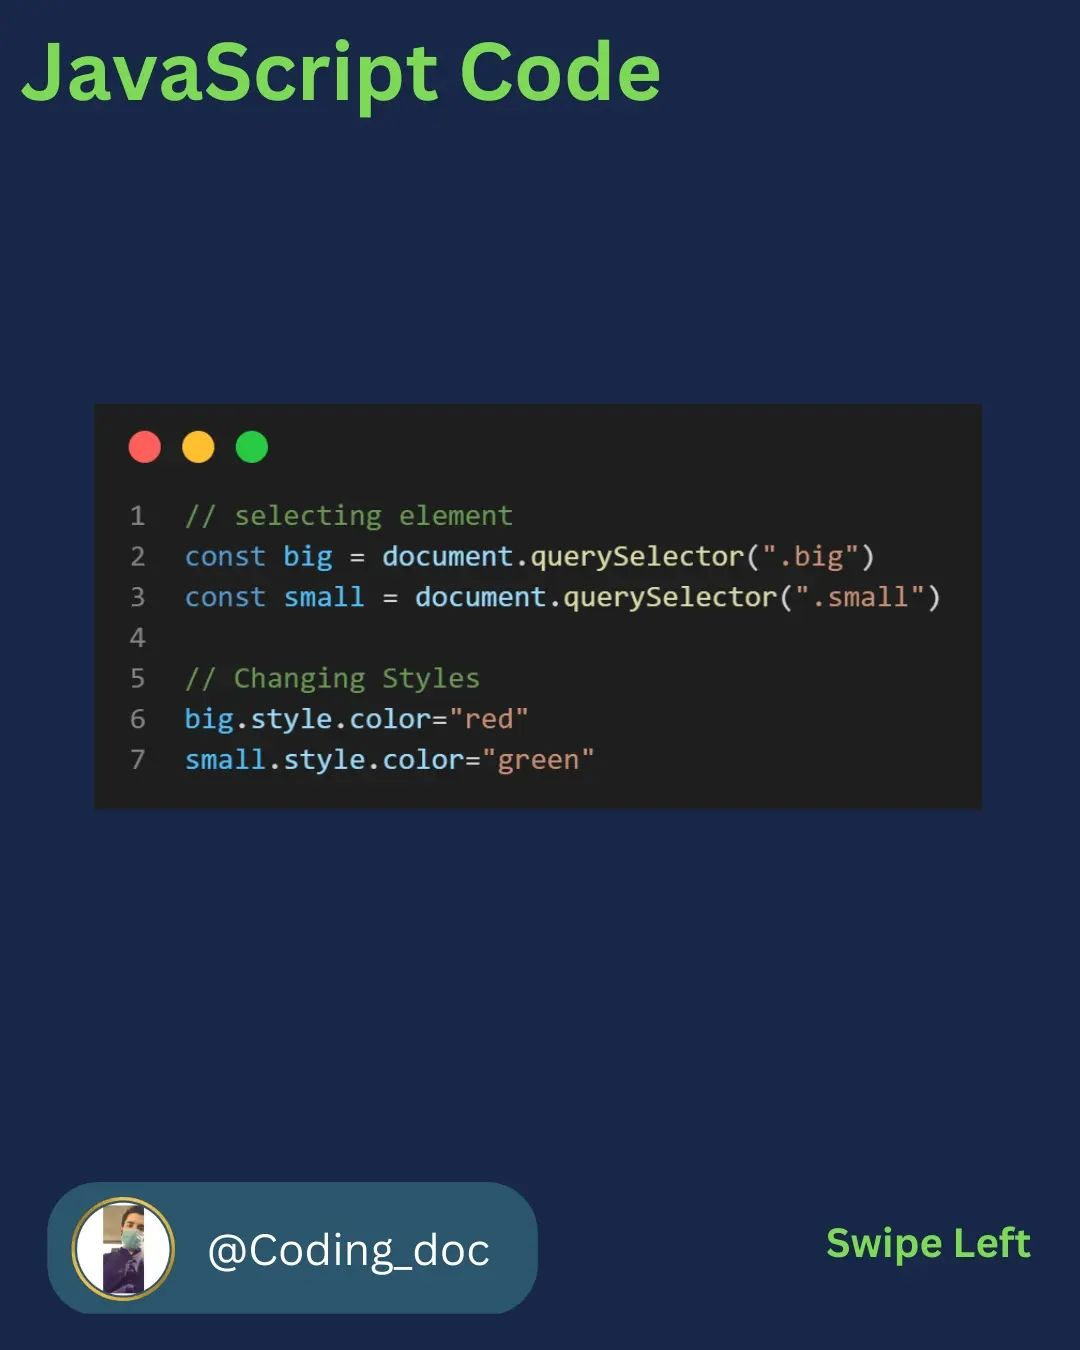 JavaScript Code
1 // selecting element
2 const big = document.querySelector(".big")
3 const small = document.querySelector(".small")
4
5 // Changing Styles
6 big.style.color="red"
7 small.style.color="green"
@Coding_doc
Swipe Left